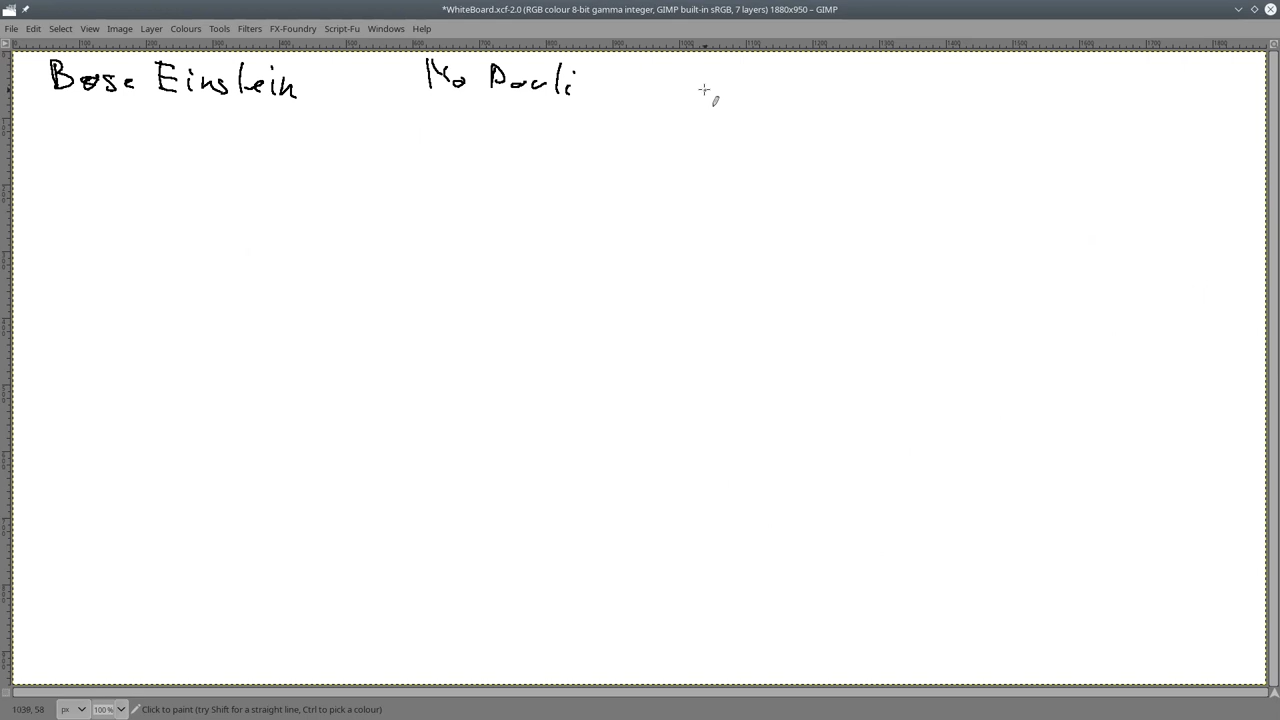 *WhiteBoard.xcf-2.0 (RGB colour 8-bit gamma integer, GIMP built-in sRGB, 7 layers) 1880x950 – GIMP
File Edit Select View Image Layer Colours Tools Filters FX-Foundry Script-Fu Windows Help
Bose Einstein No Pauli
1038, 58 px 100% Click to paint (try Shift for a straight line, Ctrl to pick a colour)